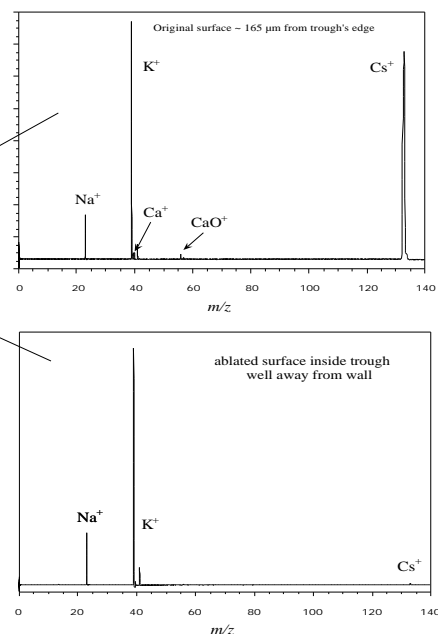 Original surface ~ 165 μm from trough's edge
K⁺
Cs⁺
Na⁺
Ca⁺
CaO⁺
0 20 40 60 80 100 120 140
m/z
ablated surface inside trough
well away from wall
Na⁺
K⁺
Cs⁺
0 20 40 60 80 100 120 140
m/z